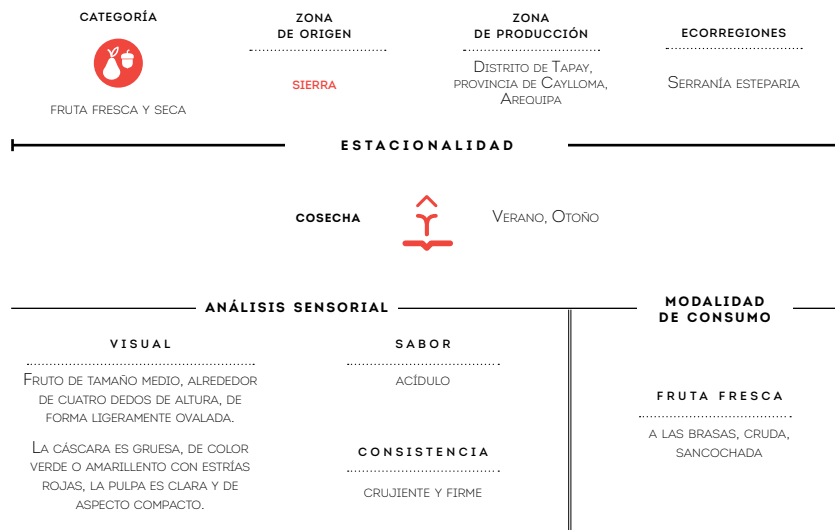 CATEGORÍA
FRUTA FRESCA Y SECA
ZONA
DE ORIGEN
SIERRA
ZONA
DE PRODUCCIÓN
Distrito de Tapay,
provincia de Caylloma,
Arequipa
ECORREGIONES
Serranía esteparia
ESTACIONALIDAD
COSECHA
Verano, Otoño
ANÁLISIS SENSORIAL
VISUAL
Fruto de tamaño medio, alrededor
de cuatro dedos de altura, de
forma ligeramente ovalada.
La cáscara es gruesa, de color
verde o amarillento con estrías
rojas, la pulpa es clara y de
aspecto compacto.
SABOR
acídulo
CONSISTENCIA
crujiente y firme
MODALIDAD
DE CONSUMO
FRUTA FRESCA
a las brasas, cruda,
sancochada